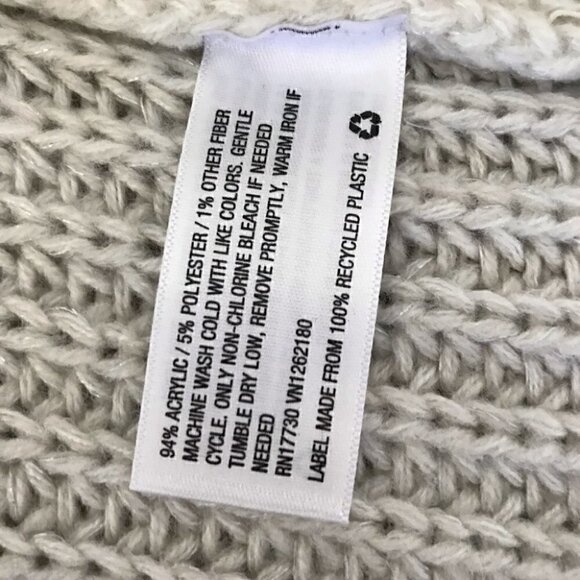 94% ACRYLIC / 5% POLYESTER / 1% OTHER FIBER
MACHINE WASH COLD WITH LIKE COLORS. GENTLE
CYCLE. ONLY NON-CHLORINE BLEACH IF NEEDED
TUMBLE DRY LOW, REMOVE PROMPTLY, WARM IRON IF
NEEDED
RN17730 VN1262180
LABEL MADE FROM 100% RECYCLED PLASTIC